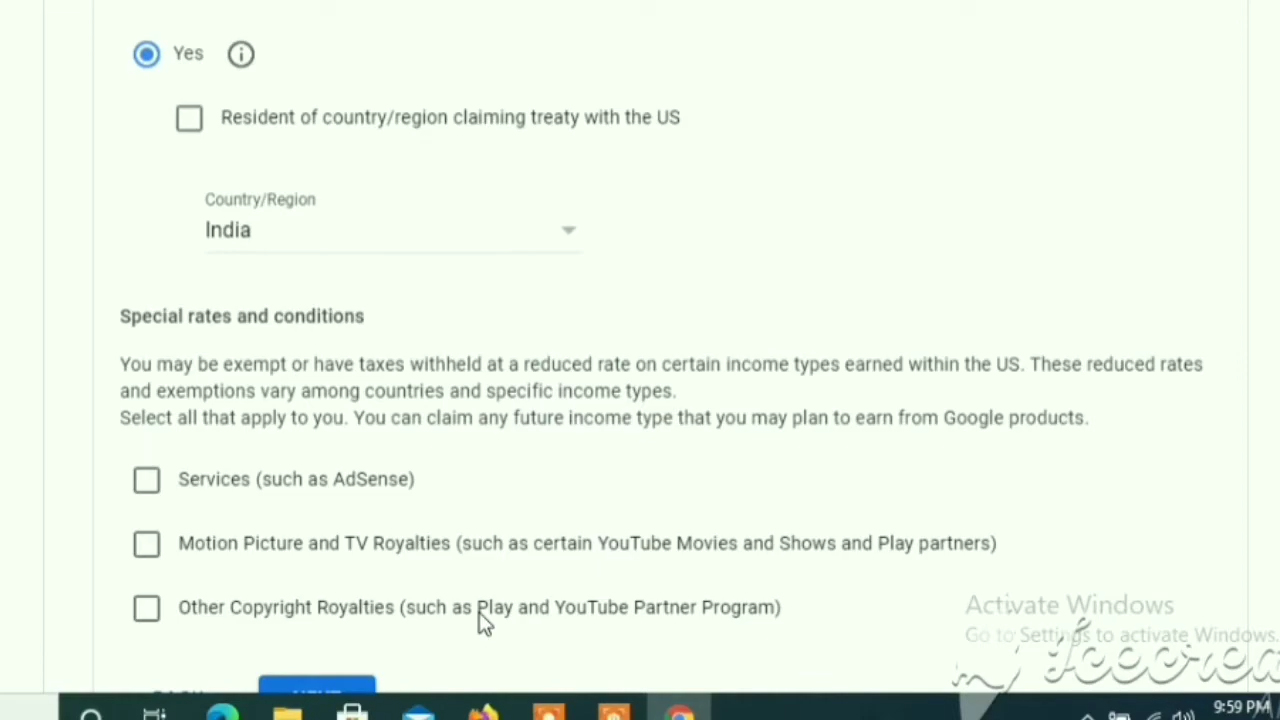 Yes
Resident of country/region claiming treaty with the US
Country/Region
India
Special rates and conditions
You may be exempt or have taxes withheld at a reduced rate on certain income types earned within the US. These reduced rates
and exemptions vary among countries and specific income types.
Select all that apply to you. You can claim any future income type that you may plan to earn from Google products.
Services (such as AdSense)
Motion Picture and TV Royalties (such as certain YouTube Movies and Shows and Play partners)
Other Copyright Royalties (such as Play and YouTube Partner Program)
Activate Windows
Go to Settings to activate Windows.
9:59 PM